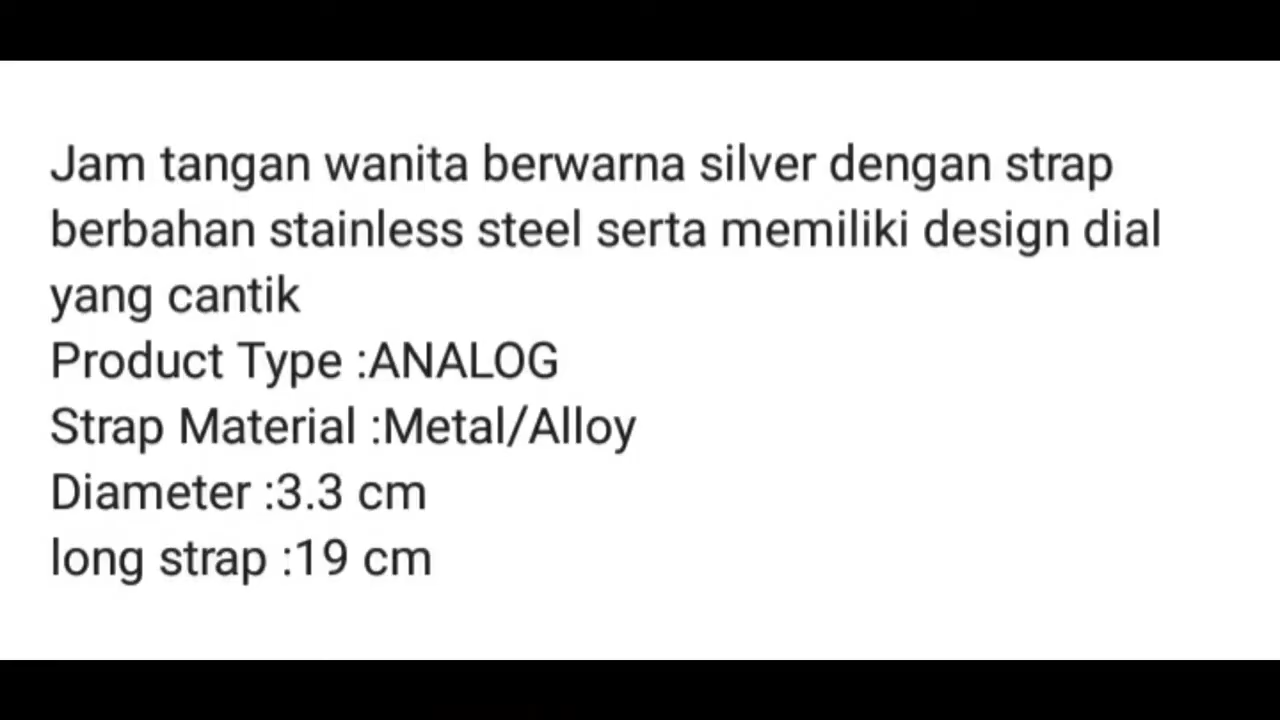 Jam tangan wanita berwarna silver dengan strap
berbahan stainless steel serta memiliki design dial
yang cantik
Product Type :ANALOG
Strap Material :Metal/Alloy
Diameter :3.3 cm
long strap :19 cm